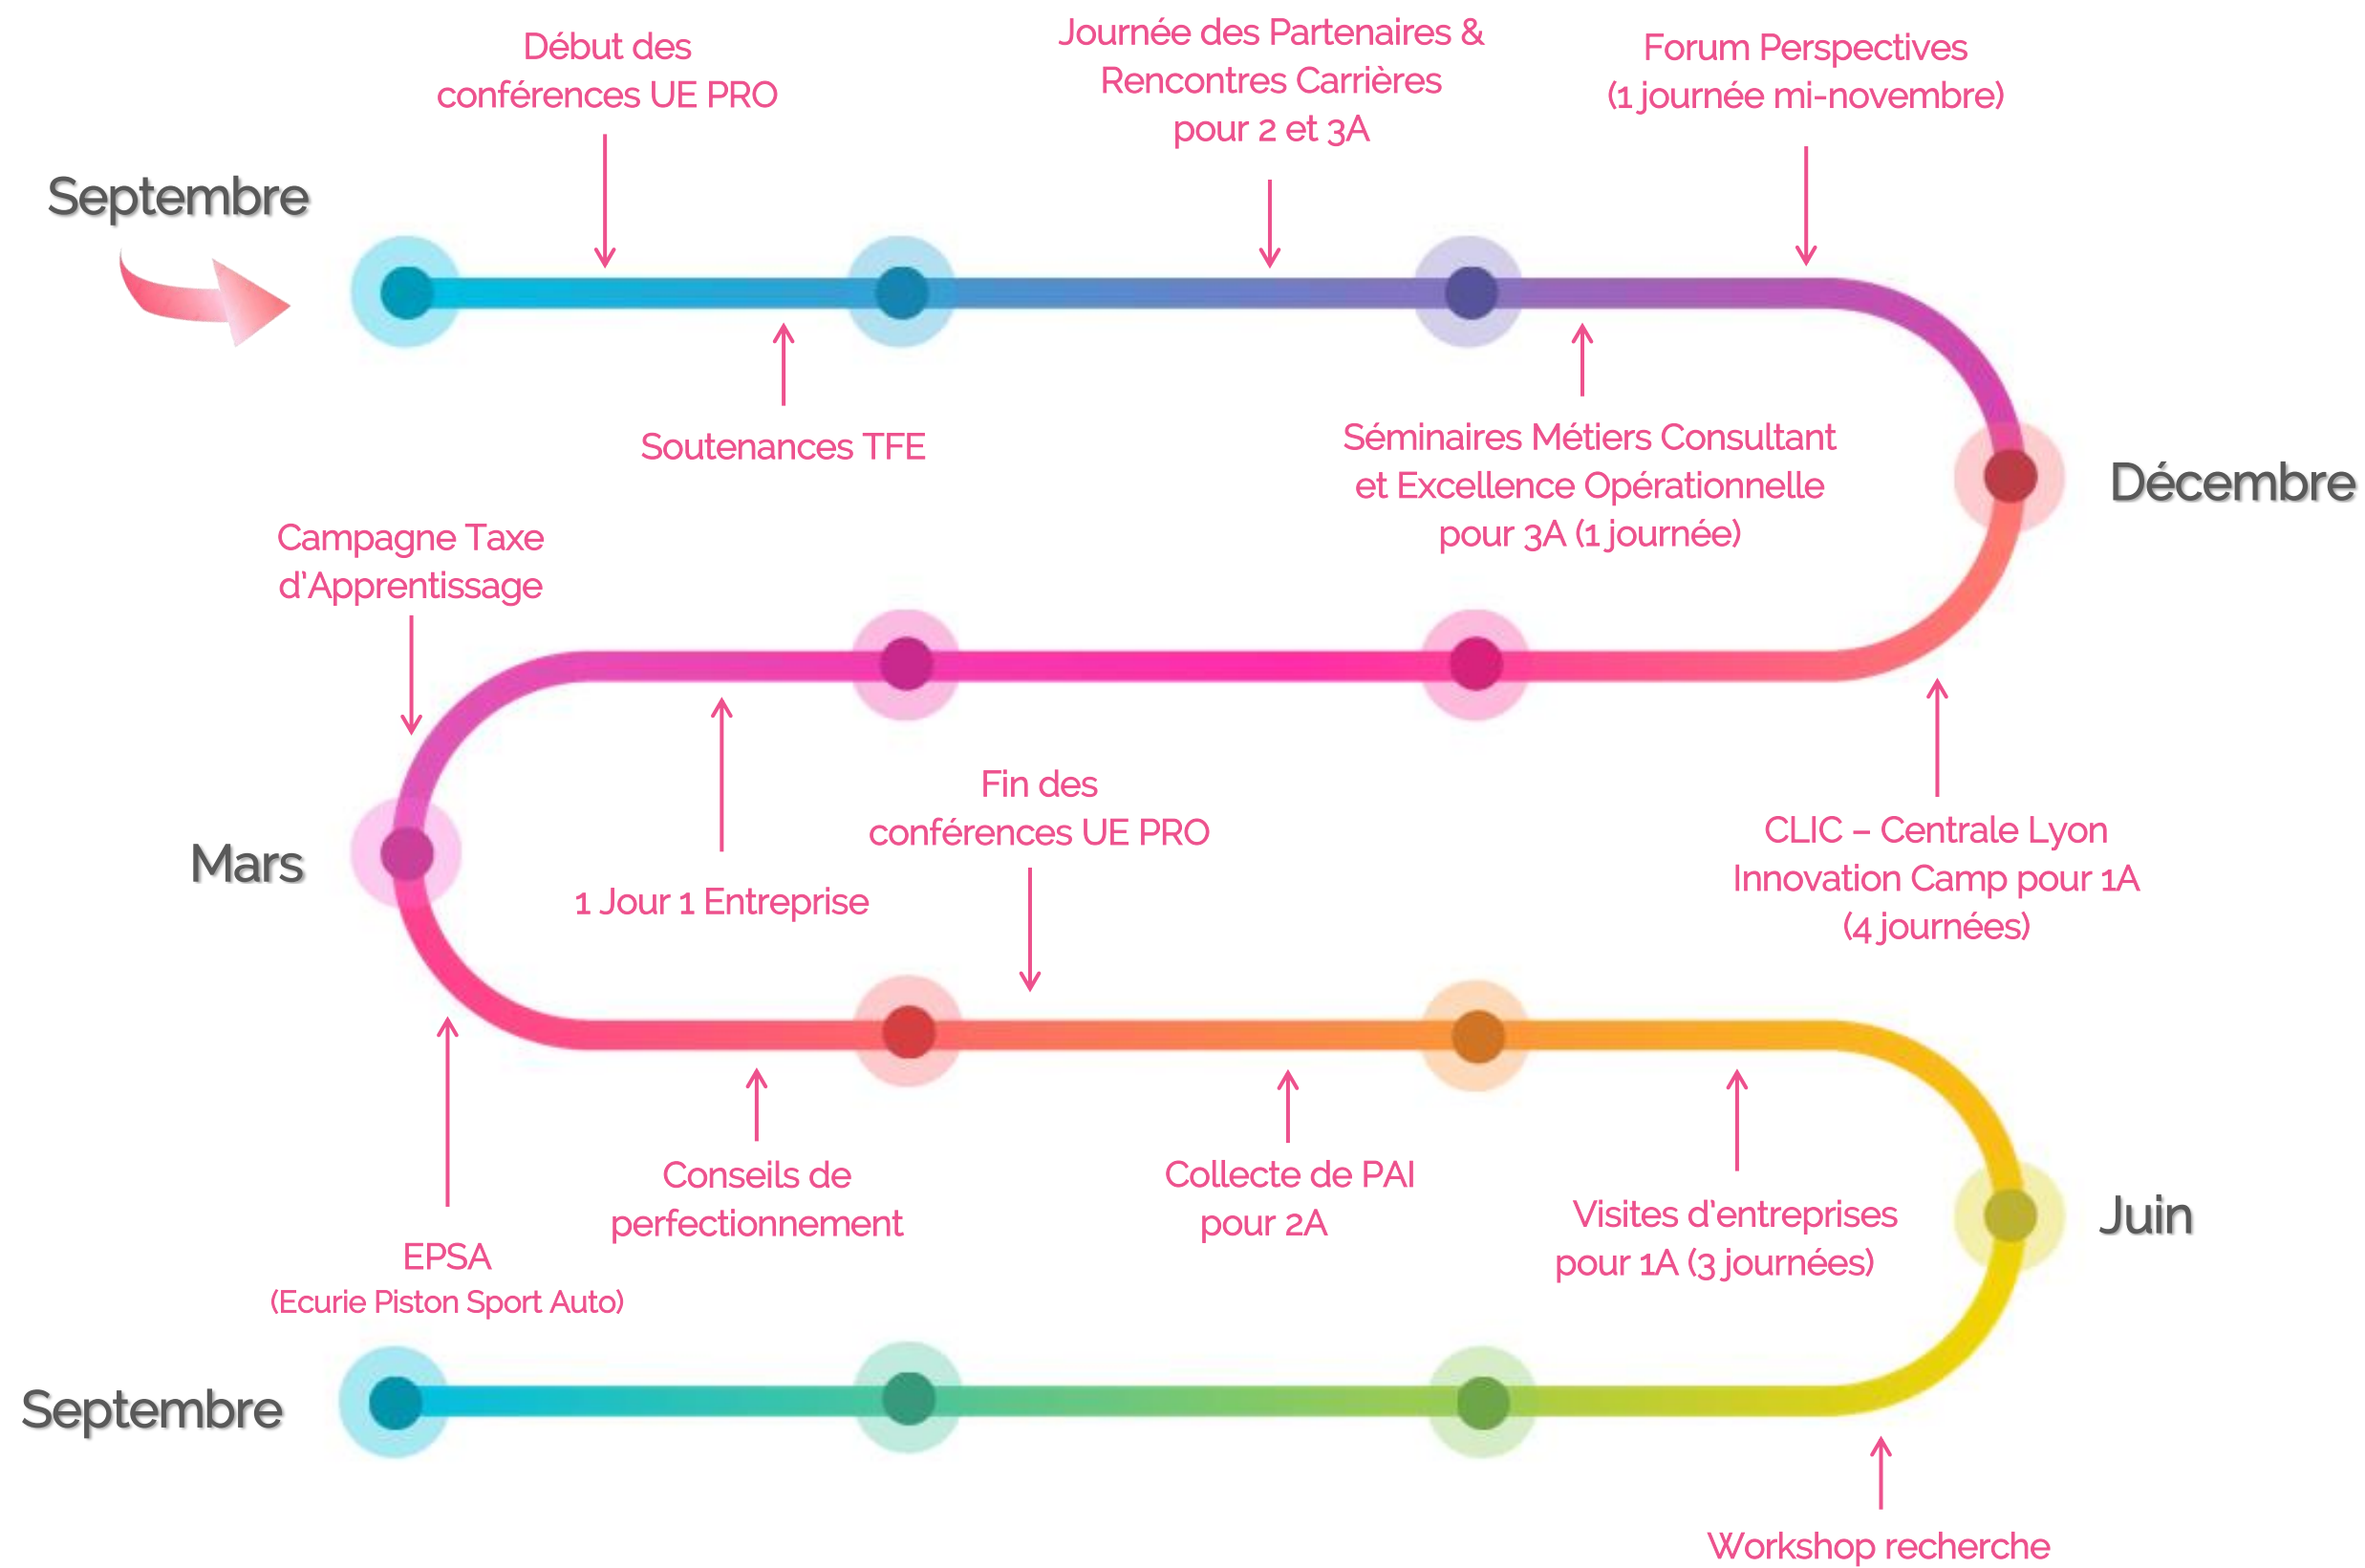 Début des
conférences UE PRO
Journée des Partenaires &
Rencontres Carrières
pour 2 et 3A
Forum Perspectives
(1 journée mi-novembre)
Septembre
Soutenances TFE
Séminaires Métiers Consultant
et Excellence Opérationnelle
pour 3A (1 journée)
Décembre
Campagne Taxe
d'Apprentissage
Mars
1 Jour 1 Entreprise
Fin des
conférences UE PRO
CLIC – Centrale Lyon
Innovation Camp pour 1A
(4 journées)
EPSA
(Ecurie Piston Sport Auto)
Conseils de
perfectionnement
Collecte de PAI
pour 2A
Visites d'entreprises
pour 1A (3 journées)
Juin
Septembre
Workshop recherche